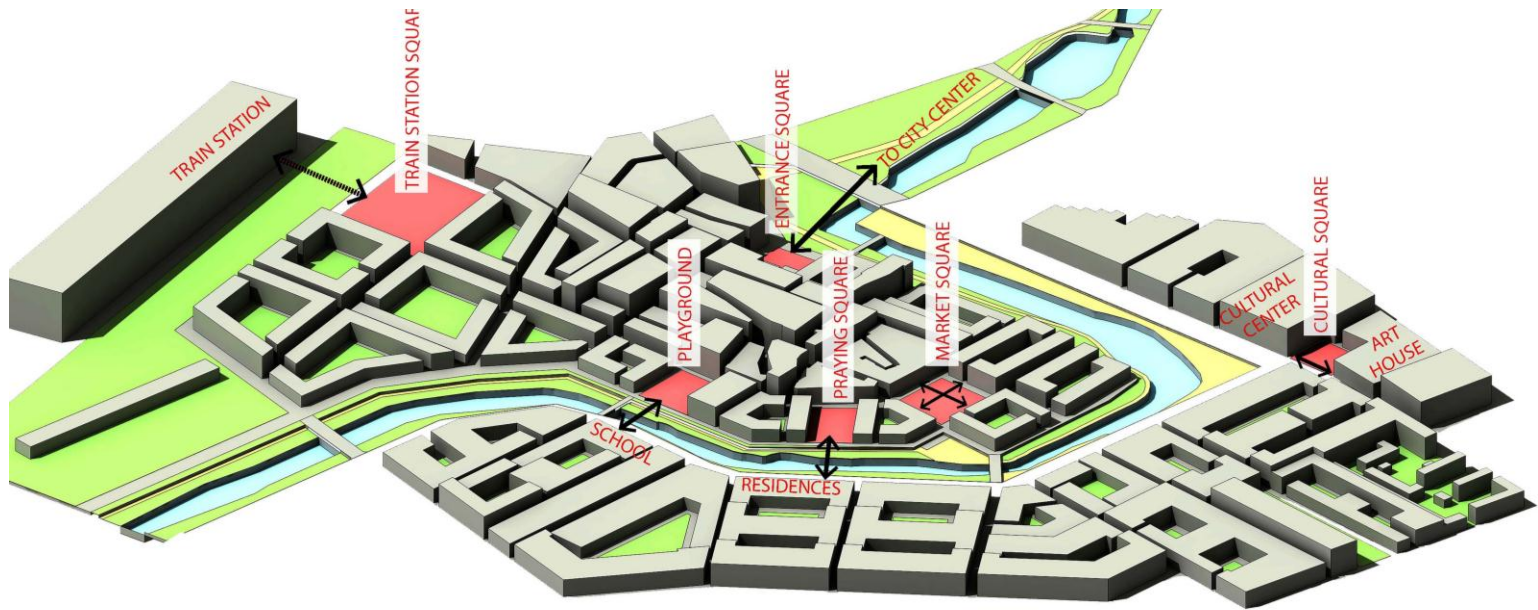 TRAIN STATION
TRAIN STATION SQUAR
ENTRANCE SQUARE
TO CITY CENTER
PLAYGROUND
PRAYING SQUARE
MARKET SQUARE
CULTURAL
CENTER
CULTURAL SQUARE
ART
HOUSE
SCHOOL
RESIDENCES